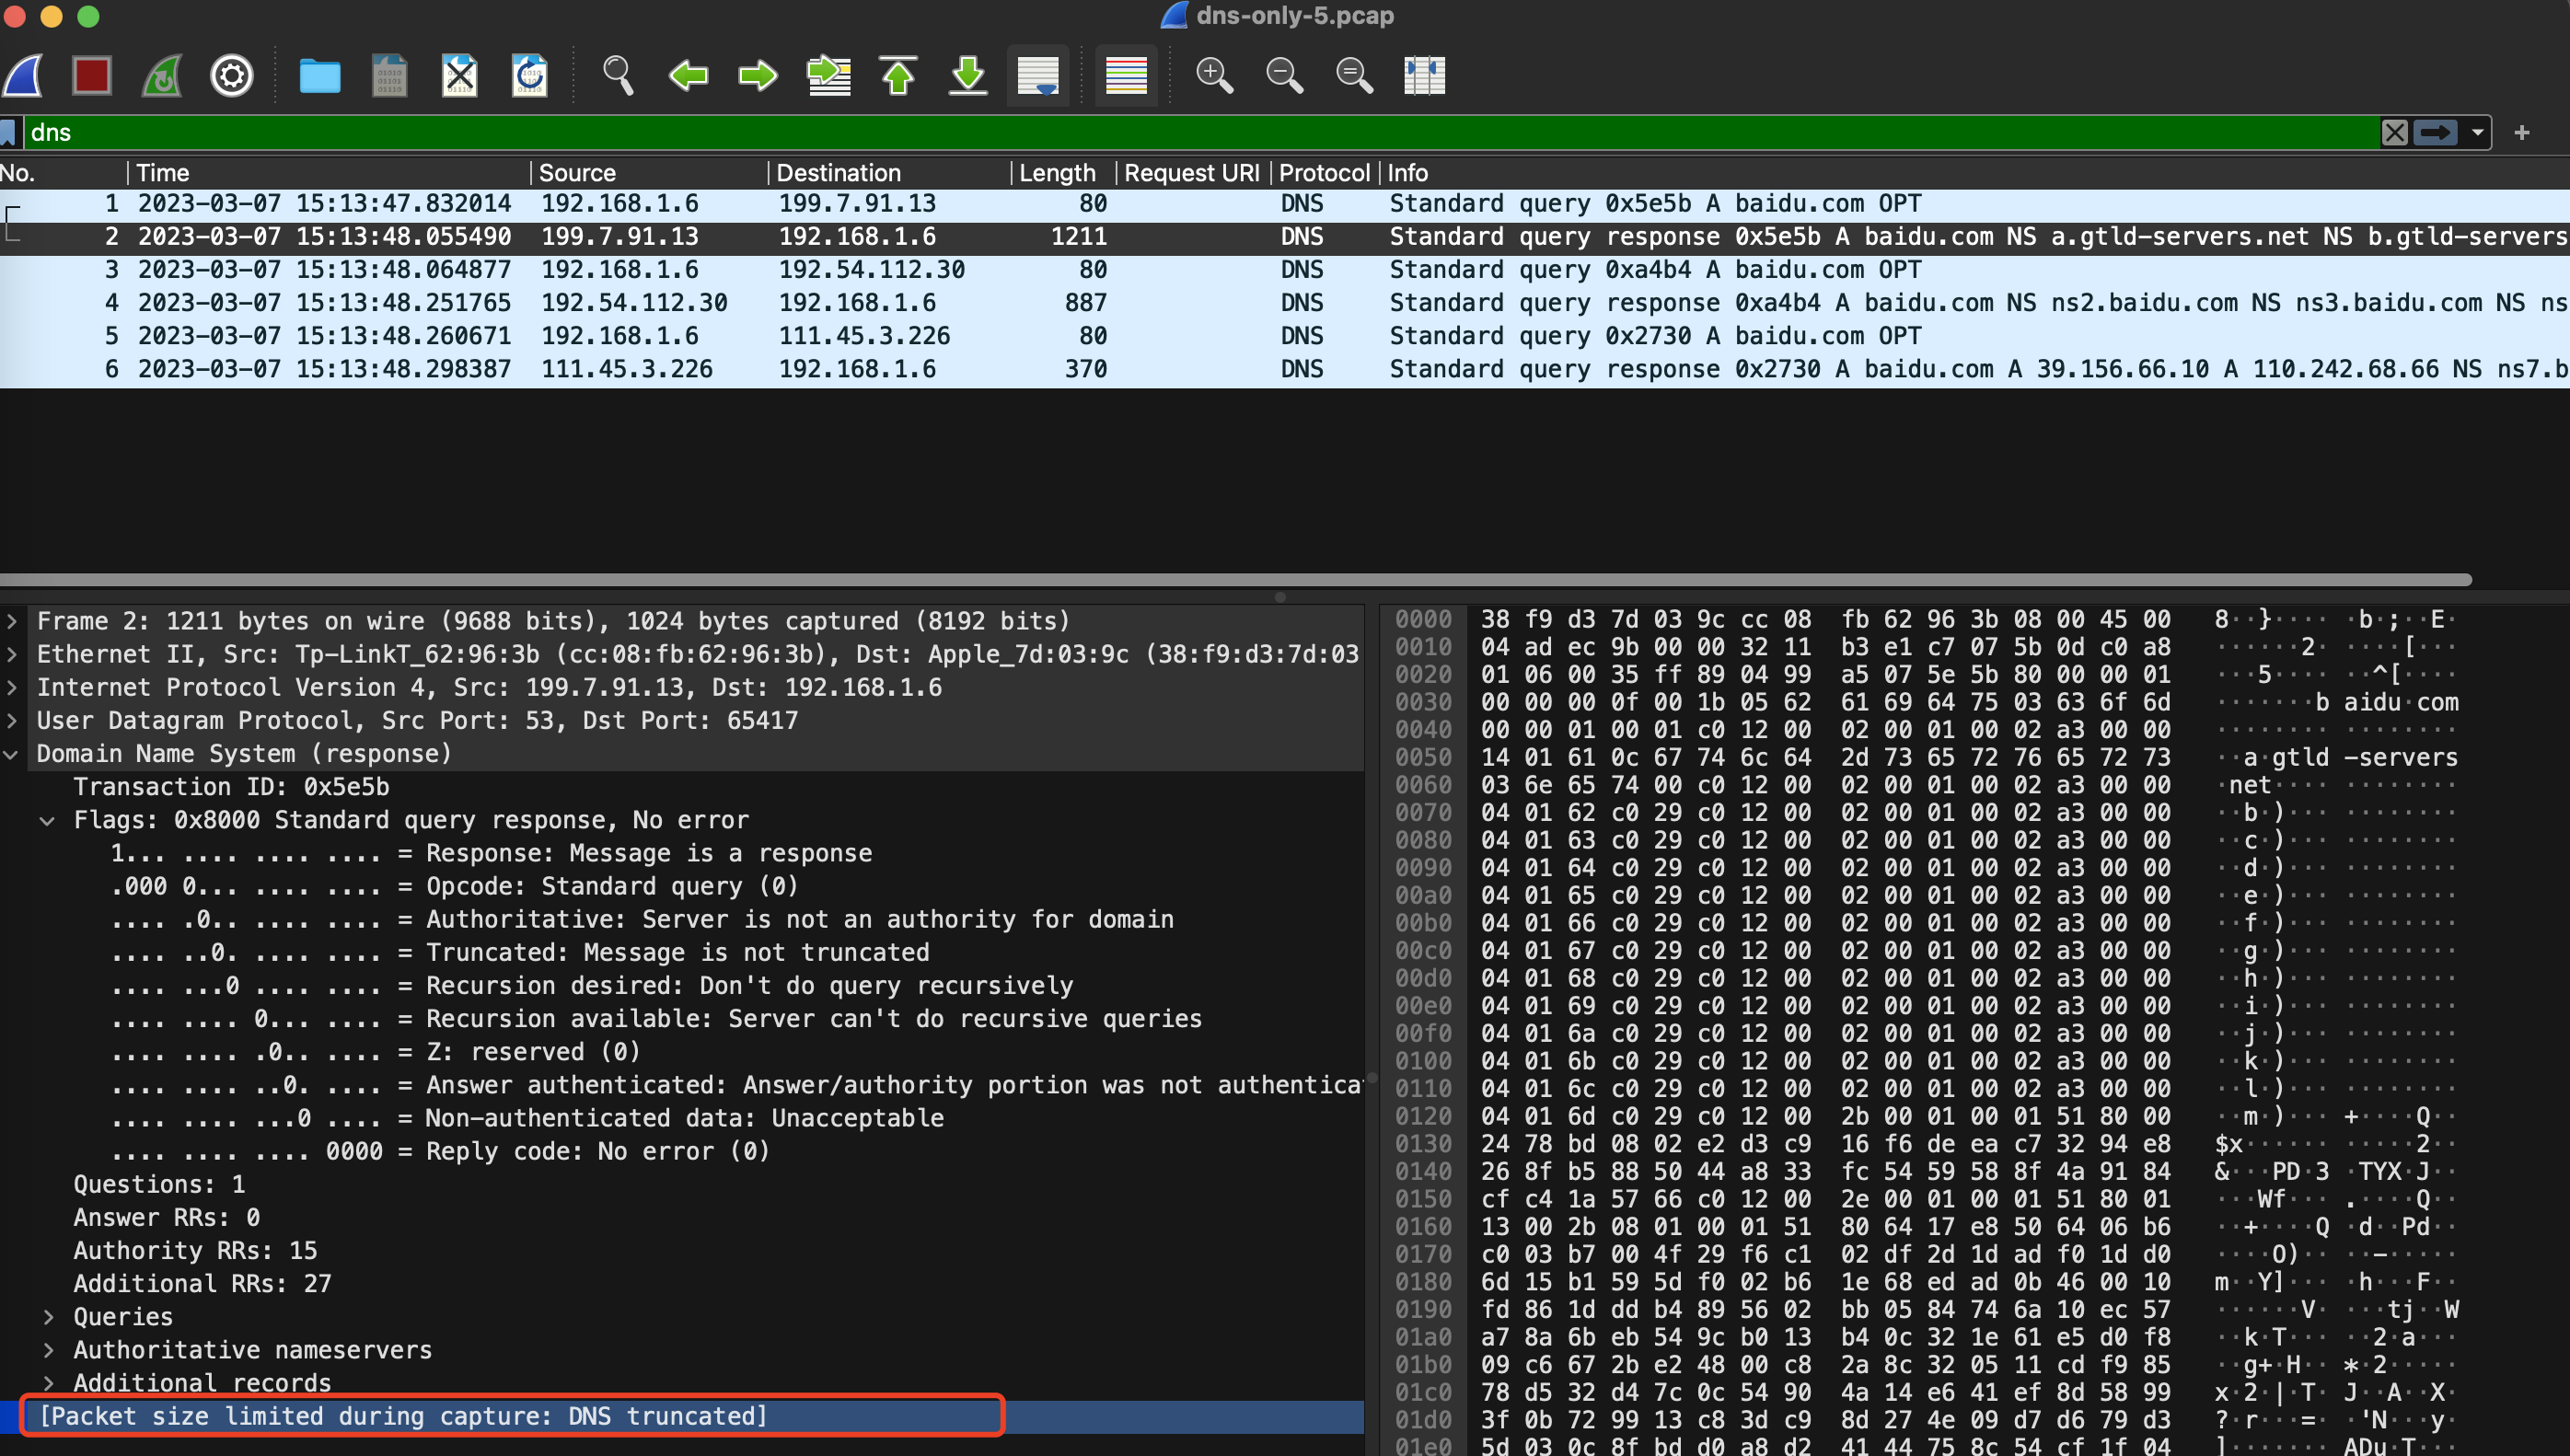 dns-only-5.pcap
dns
No. Time Source Destination Length Request URI Protocol Info
1 2023-03-07 15:13:47.832014 192.168.1.6 199.7.91.13 80 DNS Standard query 0x5e5b A baidu.com OPT
2 2023-03-07 15:13:48.055490 199.7.91.13 192.168.1.6 1211 DNS Standard query response 0x5e5b A baidu.com NS a.gtld-servers.net NS b.gtld-servers
3 2023-03-07 15:13:48.064877 192.168.1.6 192.54.112.30 80 DNS Standard query 0xa4b4 A baidu.com OPT
4 2023-03-07 15:13:48.251765 192.54.112.30 192.168.1.6 887 DNS Standard query response 0xa4b4 A baidu.com NS ns2.baidu.com NS ns3.baidu.com NS ns
5 2023-03-07 15:13:48.260671 192.168.1.6 111.45.3.226 80 DNS Standard query 0x2730 A baidu.com OPT
6 2023-03-07 15:13:48.298387 111.45.3.226 192.168.1.6 370 DNS Standard query response 0x2730 A baidu.com A 39.156.66.10 A 110.242.68.66 NS ns7.b
Frame 2: 1211 bytes on wire (9688 bits), 1024 bytes captured (8192 bits)
Ethernet II, Src: Tp-LinkT_62:96:3b (cc:08:fb:62:96:3b), Dst: Apple_7d:03:9c (38:f9:d3:7d:03
Internet Protocol Version 4, Src: 199.7.91.13, Dst: 192.168.1.6
User Datagram Protocol, Src Port: 53, Dst Port: 65417
Domain Name System (response)
Transaction ID: 0x5e5b
Flags: 0x8000 Standard query response, No error
1... .... .... .... = Response: Message is a response
.000 0... .... .... = Opcode: Standard query (0)
.... .0.. .... .... = Authoritative: Server is not an authority for domain
.... ..0. .... .... = Truncated: Message is not truncated
.... ...0 .... .... = Recursion desired: Don't do query recursively
.... .... 0... .... = Recursion available: Server can't do recursive queries
.... .... .0.. .... = Z: reserved (0)
.... .... ..0. .... = Answer authenticated: Answer/authority portion was not authentica
.... .... ...0 .... = Non-authenticated data: Unacceptable
.... .... .... 0000 = Reply code: No error (0)
Questions: 1
Answer RRs: 0
Authority RRs: 15
Additional RRs: 27
Queries
Authoritative nameservers
Additional records
[Packet size limited during capture: DNS truncated]
0000 38 f9 d3 7d 03 9c cc 08 fb 62 96 3b 08 00 45 00 8··}···· ·b·;··E·
0010 04 ad ec 9b 00 00 32 11 b3 e1 c7 07 5b 0d c0 a8 ······2· ····[···
0020 01 06 00 35 ff 89 04 99 a5 07 5e 5b 80 00 00 01 ···5···· ··^[····
0030 00 00 00 0f 00 1b 05 62 61 69 64 75 03 63 6f 6d ·······b aidu·com
0040 00 00 01 00 01 c0 12 00 02 00 01 00 02 a3 00 00 ········ ········
0050 14 01 61 0c 67 74 6c 64 2d 73 65 72 76 65 72 73 ··a·gtld -servers
0060 03 6e 65 74 00 c0 12 00 02 00 01 00 02 a3 00 00 ·net···· ········
0070 04 01 62 c0 29 c0 12 00 02 00 01 00 02 a3 00 00 ··b·)··· ········
0080 04 01 63 c0 29 c0 12 00 02 00 01 00 02 a3 00 00 ··c·)··· ········
0090 04 01 64 c0 29 c0 12 00 02 00 01 00 02 a3 00 00 ··d·)··· ········
00a0 04 01 65 c0 29 c0 12 00 02 00 01 00 02 a3 00 00 ··e·)··· ········
00b0 04 01 66 c0 29 c0 12 00 02 00 01 00 02 a3 00 00 ··f·)··· ········
00c0 04 01 67 c0 29 c0 12 00 02 00 01 00 02 a3 00 00 ··g·)··· ········
00d0 04 01 68 c0 29 c0 12 00 02 00 01 00 02 a3 00 00 ··h·)··· ········
00e0 04 01 69 c0 29 c0 12 00 02 00 01 00 02 a3 00 00 ··i·)··· ········
00f0 04 01 6a c0 29 c0 12 00 02 00 01 00 02 a3 00 00 ··j·)··· ········
0100 04 01 6b c0 29 c0 12 00 02 00 01 00 02 a3 00 00 ··k·)··· ········
0110 04 01 6c c0 29 c0 12 00 02 00 01 00 02 a3 00 00 ··l·)··· ········
0120 04 01 6d c0 29 c0 12 00 2b 00 01 00 01 51 80 00 ··m·)··· +····Q··
0130 24 78 bd 08 02 e2 d3 c9 16 f6 de ea c7 32 94 e8 $x······ ·····2··
0140 26 8f b5 88 50 44 a8 33 fc 54 59 58 8f 4a 91 84 &···PD·3 ·TYX·J··
0150 cf c4 1a 57 66 c0 12 00 2e 00 01 00 01 51 80 01 ···Wf··· .····Q··
0160 13 00 2b 08 01 00 01 51 80 64 17 e8 50 64 06 b6 ··+····Q ·d··Pd··
0170 c0 03 b7 00 4f 29 f6 c1 02 df 2d 1d ad f0 1d d0 ····O)·· ··-·····
0180 6d 15 b1 59 5d f0 02 b6 1e 68 ed ad 0b 46 00 10 m··Y]··· ·h···F··
0190 fd 86 1d dd b4 89 56 02 bb 05 84 74 6a 10 ec 57 ······V· ···tj··W
01a0 a7 8a 6b eb 54 9c b0 13 b4 0c 32 1e 61 e5 d0 f8 ··k·T··· ··2·a···
01b0 09 c6 67 2b e2 48 00 c8 2a 8c 32 05 11 cd f9 85 ··g+·H·· *·2·····
01c0 78 d5 32 d4 7c 0c 54 90 4a 14 e6 41 ef 8d 58 99 x·2·|·T· J··A··X·
01d0 3f 0b 72 99 13 c8 3d c9 8d 27 4e 09 d7 d6 79 d3 ?·r···=· ·'N···y·
01e0 5d 03 0c 8f bd d0 a8 d2 41 44 75 8c 54 cf 1f 04 ]······· ADu·T···